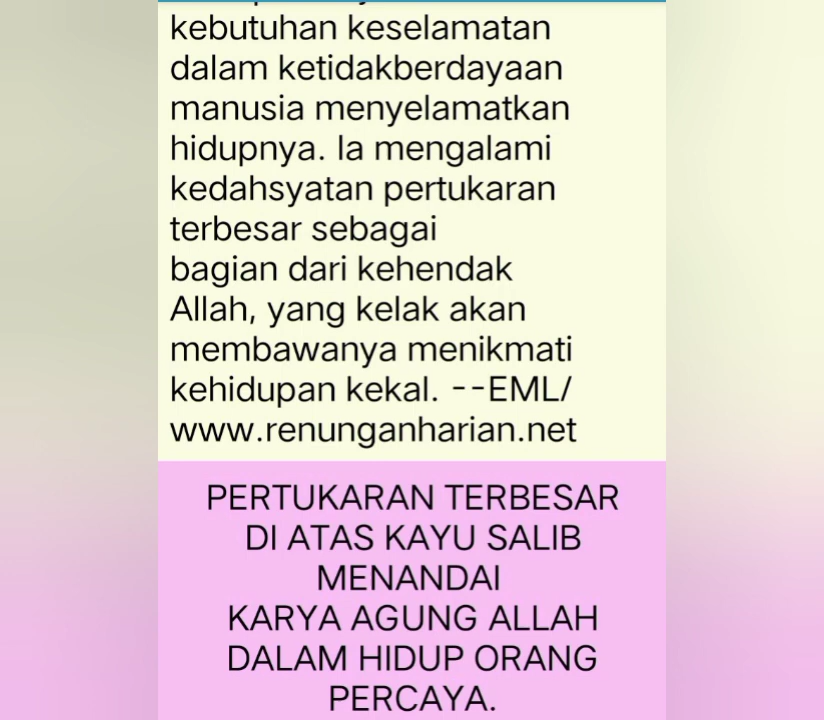 kebutuhan keselamatan
dalam ketidakberdayaan
manusia menyelamatkan
hidupnya. Ia mengalami
kedahsyatan pertukaran
terbesar sebagai
bagian dari kehendak
Allah, yang kelak akan
membawanya menikmati
kehidupan kekal. --EML/
www.renunganharian.net
PERTUKARAN TERBESAR
DI ATAS KAYU SALIB
MENANDAI
KARYA AGUNG ALLAH
DALAM HIDUP ORANG
PERCAYA.